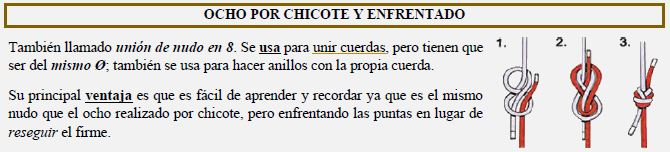 OCHO POR CHICOTE Y ENFRENTADO
También llamado unión de nudo en 8. Se usa para unir cuerdas, pero tienen que
ser del mismo Ø; también se usa para hacer anillos con la propia cuerda.
Su principal ventaja es que es fácil de aprender y recordar ya que es el mismo
nudo que el ocho realizado por chicote, pero enfrentando las puntas en lugar de
reseguir el firme.
1. 2. 3.